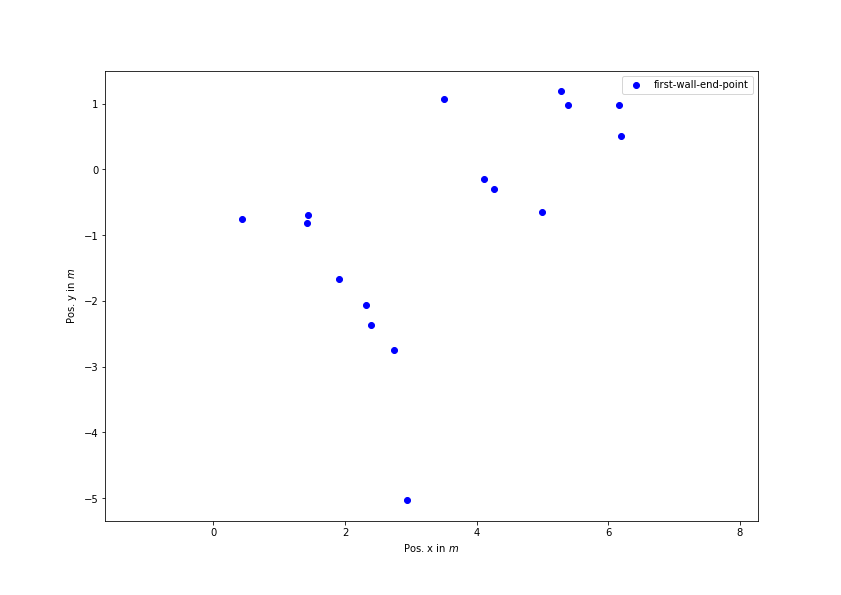 first-wall-end-point
1
0
−1
−2
−3
−4
−5
Pos. y in m
0 2 4 6 8
Pos. x in m